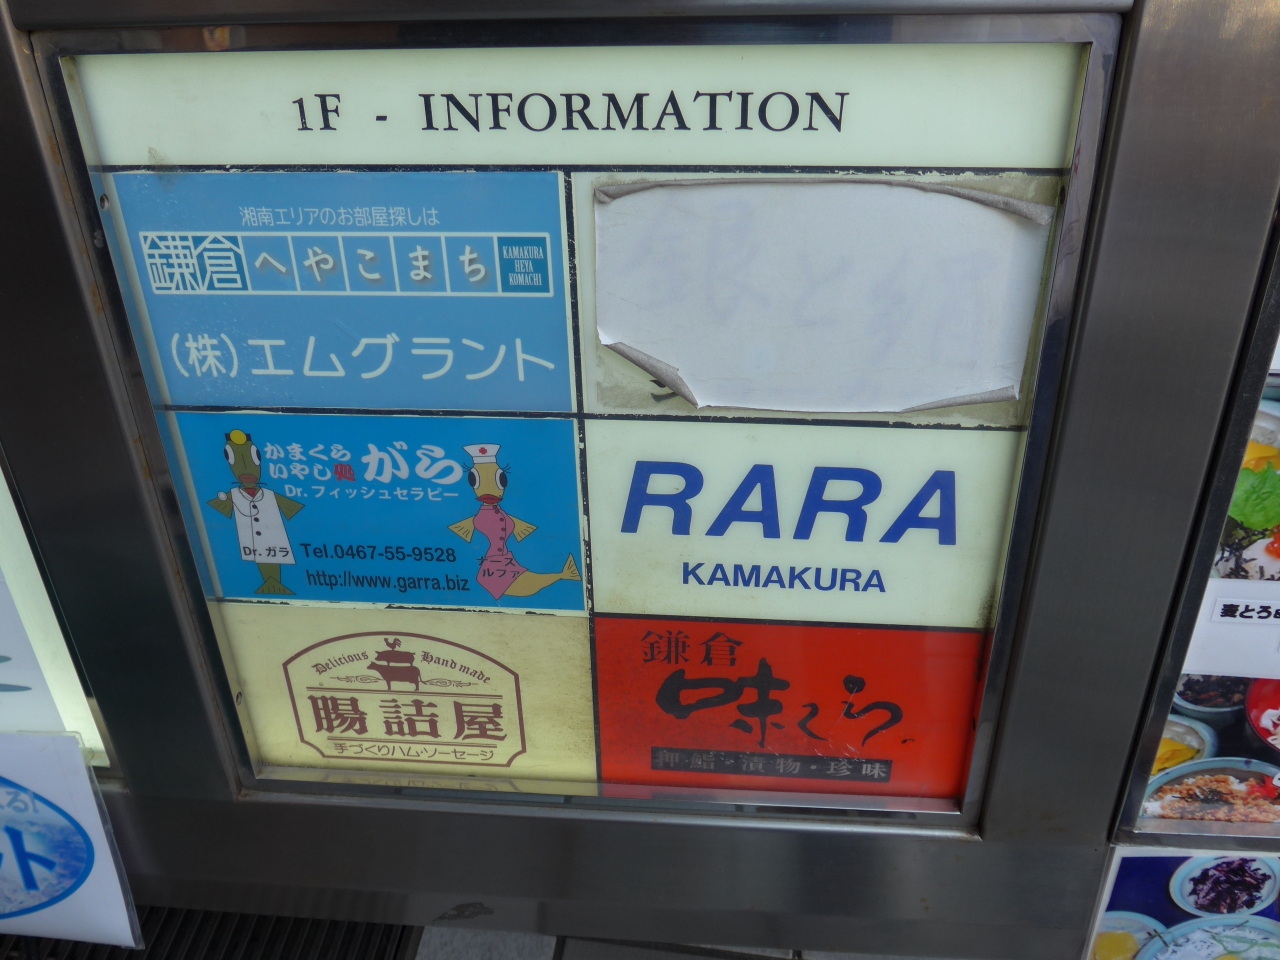 1F - INFORMATION
湘南エリアのお部屋探しは
鎌倉へやこまち
KAMAKURA
HEYA
KOMACHI
(株)エムグラント
かまくら
いやし処
がら
Dr.フィッシュセラピー
Dr.ガラ
Tel.0467-55-9528
http://www.garra.biz
ナース
ルファ
RARA
KAMAKURA
Delicious Hand made
腸詰屋
手づくりハム・ソーセージ
鎌倉
味くら
押鮨・漬物・珍味
麦とろ
ット